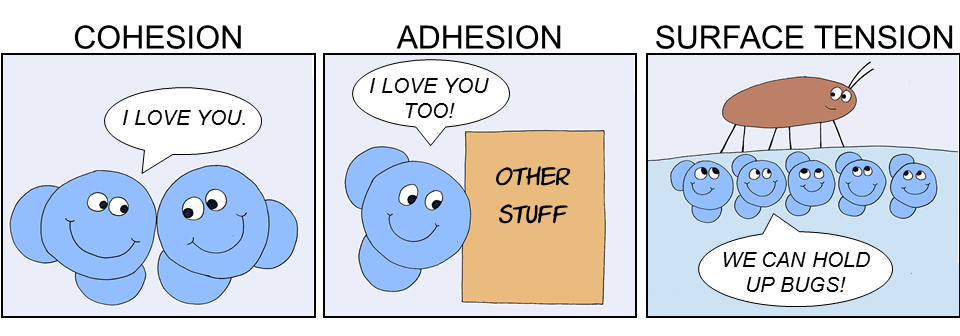 COHESION
I LOVE YOU.
ADHESION
I LOVE YOU
TOO!
OTHER
STUFF
SURFACE TENSION
WE CAN HOLD
UP BUGS!